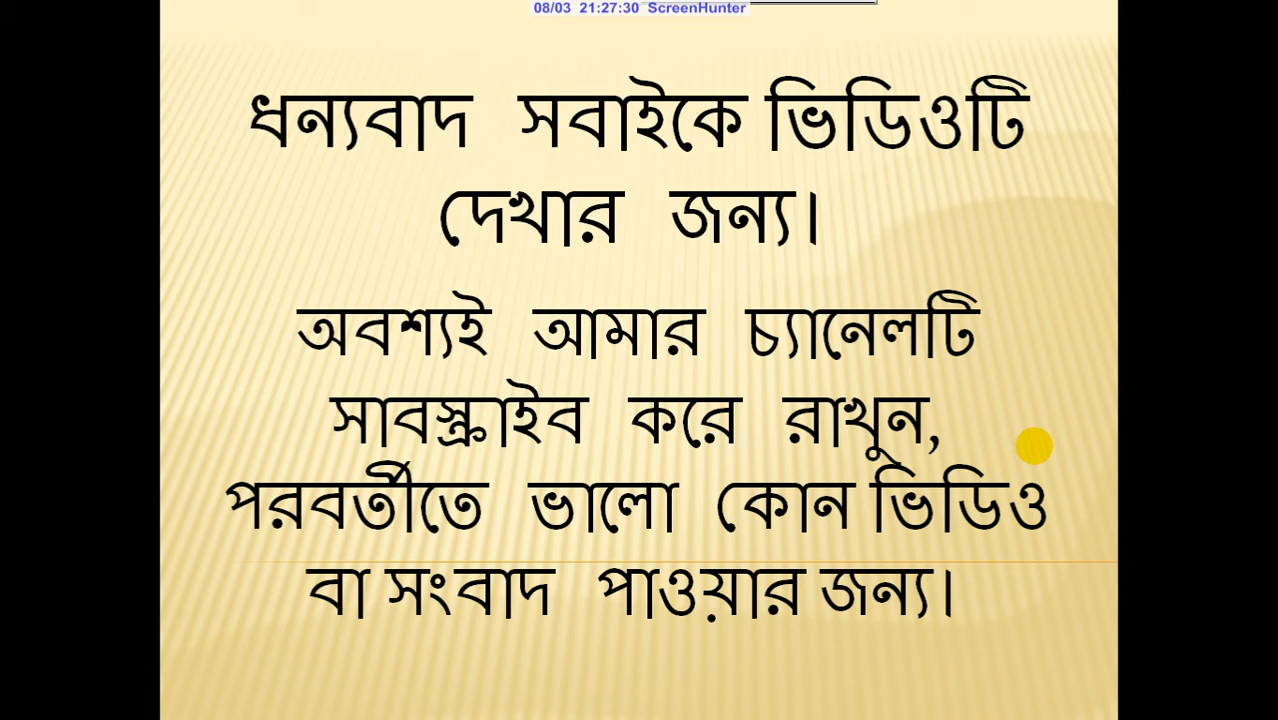 08/03 21:27:30 ScreenHunter
ধন্যবাদ সবাইকে ভিডিওটি
দেখার জন্য।
অবশ্যই আমার চ্যানেলটি
সাবস্ক্রাইব করে রাখুন,
পরবর্তীতে ভালো কোন ভিডিও
বা সংবাদ পাওয়ার জন্য।